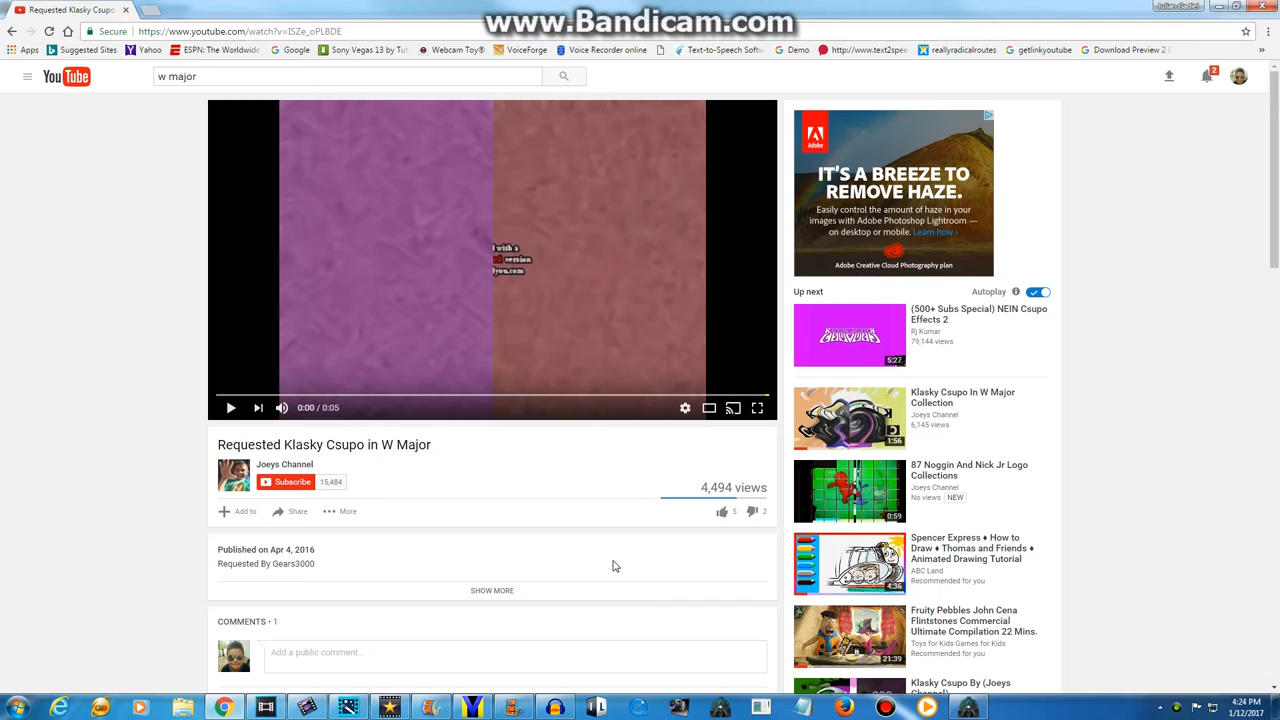 Requested Klasky Csupo
www.Bandicam.com
Secure
https://www.youtube.com/watch?v=ISZe_oPLBDE
Apps
Suggested Sites
Yahoo
ESPN: The Worldwide
Google
Sony Vegas 13 by Tut
Webcam Toy®
VoiceForge
Voice Recorder online
Text-to-Speech Softw
Demo
http://www.text2spee
reallyradicalroutes
getlinkyoutube
Download Preview 2 E
YouTube
w major
2
with a
version
you.com
0:00 / 0:05
Requested Klasky Csupo in W Major
Joeys Channel
Subscribe
15,484
4,494 views
Add to
Share
More
5
2
Published on Apr 4, 2016
Requested By Gears3000
SHOW MORE
COMMENTS • 1
Add a public comment...
Adobe
IT'S A BREEZE TO
REMOVE HAZE.
Easily control the amount of haze in your
images with Adobe Photoshop Lightroom —
on desktop or mobile. Learn how ›
Adobe Creative Cloud Photography plan
Up next
Autoplay
(500+ Subs Special) NEIN Csupo
Effects 2
Rj Kumar
79,144 views
5:27
Klasky Csupo In W Major
Collection
Joeys Channel
6,145 views
1:56
87 Noggin And Nick Jr Logo
Collections
Joeys Channel
No views NEW
0:59
Spencer Express ♦ How to
Draw ♦ Thomas and Friends ♦
Animated Drawing Tutorial
ABC Land
Recommended for you
4:36
Fruity Pebbles John Cena
Flintstones Commercial
Ultimate Compilation 22 Mins.
Toys for Kids Games for Kids
Recommended for you
21:39
Klasky Csupo By (Joeys
4:24 PM
1/12/2017